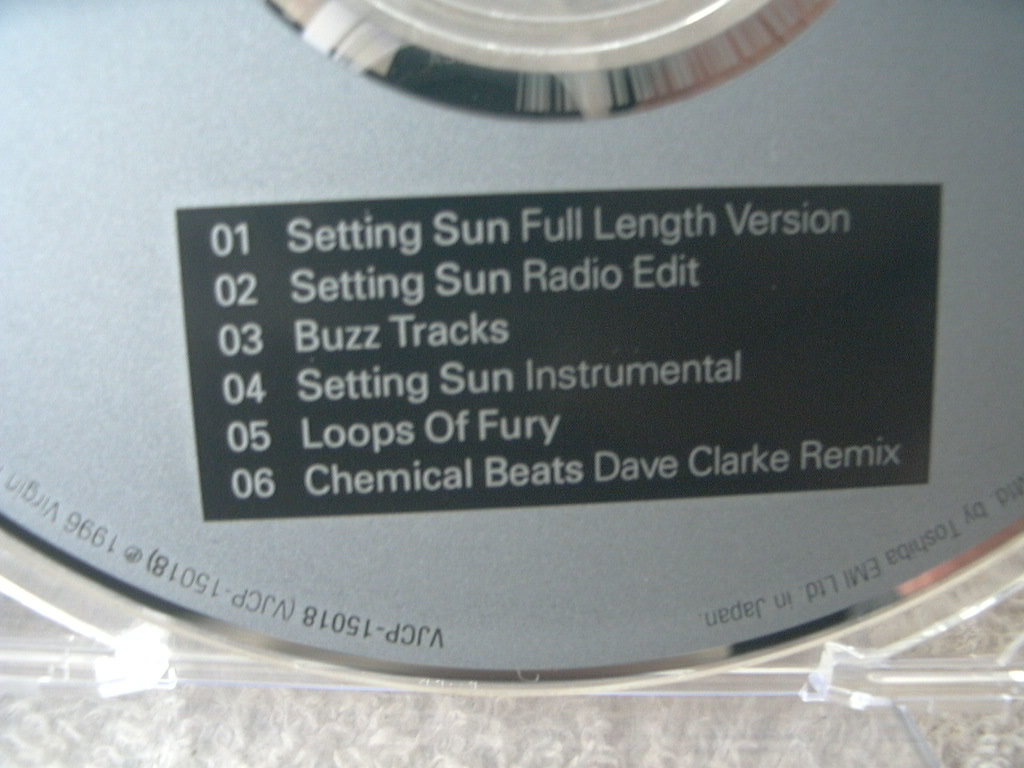 01 Setting Sun Full Length Version
02 Setting Sun Radio Edit
03 Buzz Tracks
04 Setting Sun Instrumental
05 Loops Of Fury
06 Chemical Beats Dave Clarke Remix
VJCP-15018 (VJCP-15018) ℗ 1996 Virgin
by Toshiba EMI Ltd. in Japan.